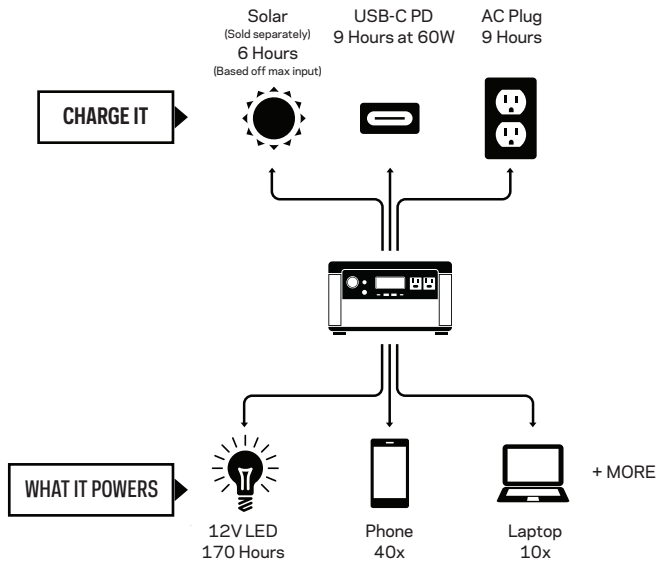 Solar
(Sold separately)
6 Hours
(Based off max input)
USB-C PD
9 Hours at 60W
AC Plug
9 Hours
CHARGE IT
WHAT IT POWERS
12V LED
170 Hours
Phone
40x
Laptop
10x
+ MORE